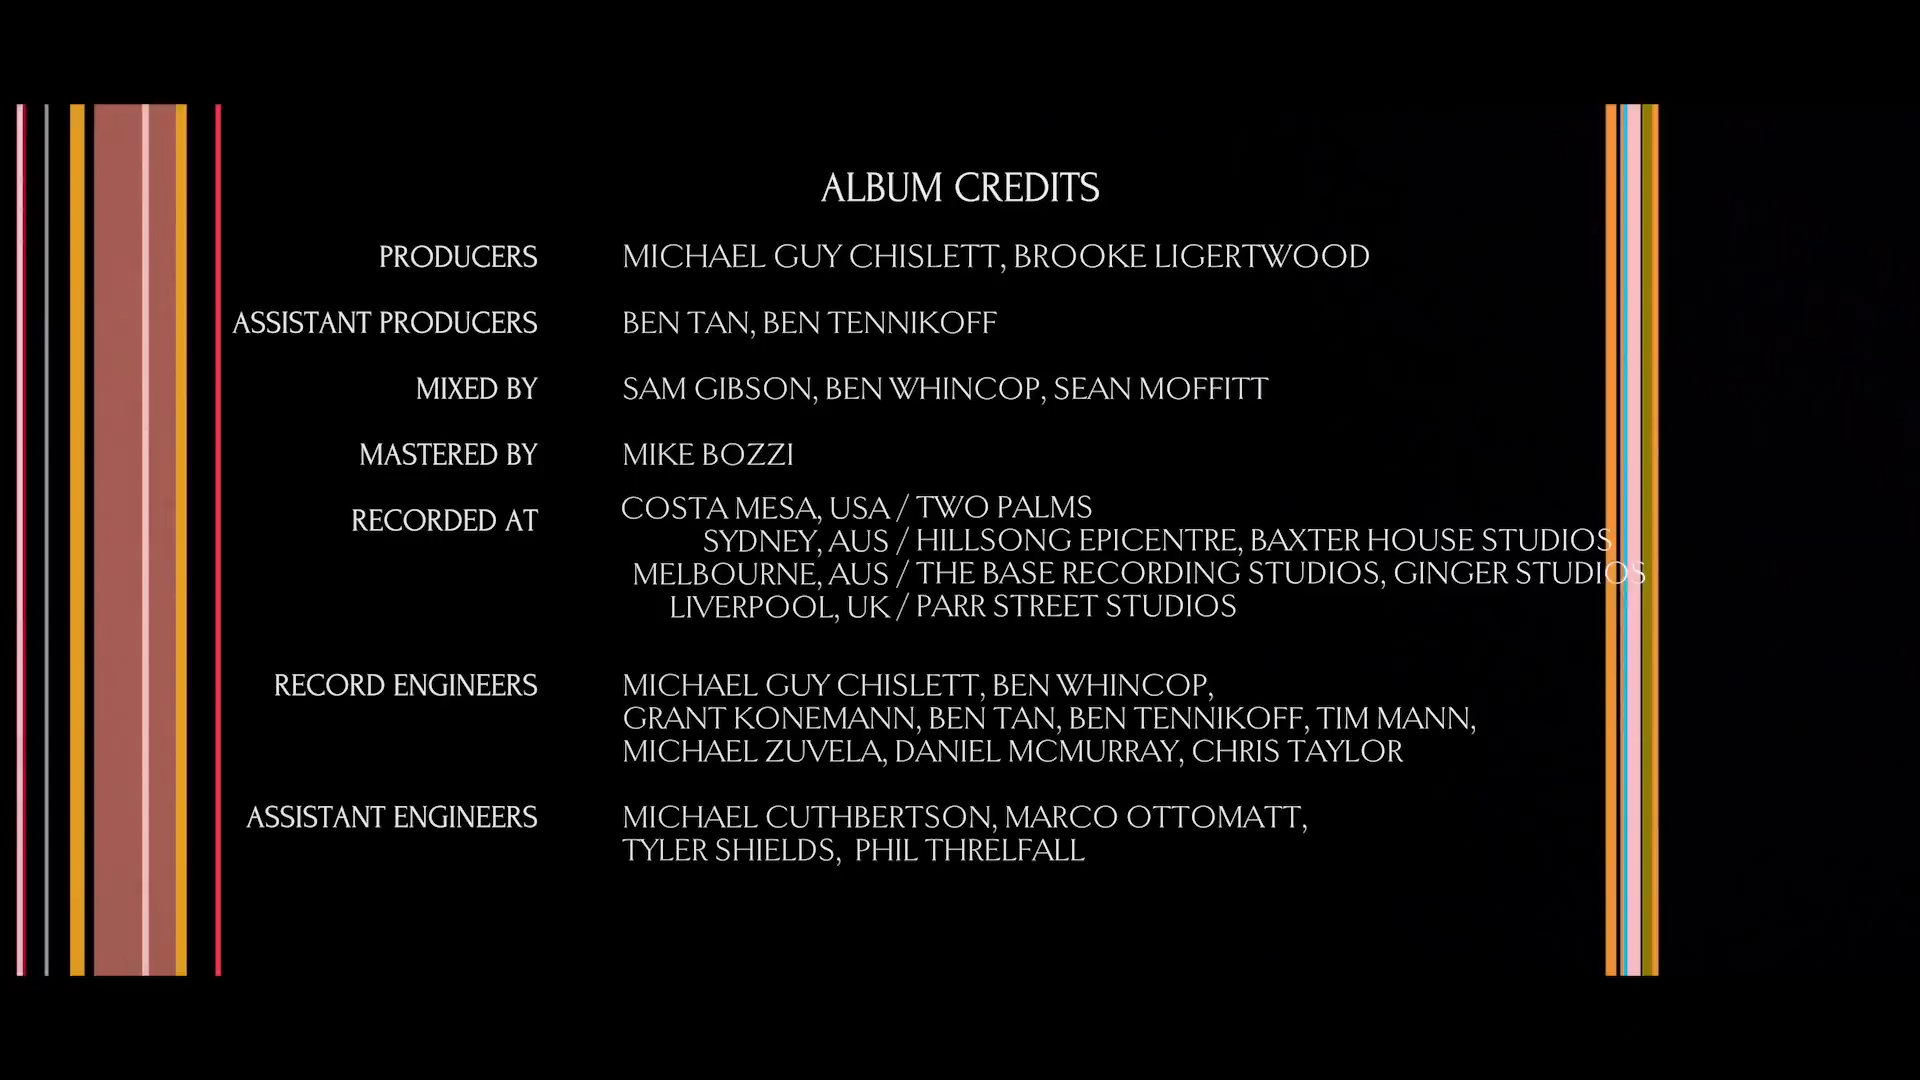 ALBUM CREDITS
PRODUCERS MICHAEL GUY CHISLETT, BROOKE LIGERTWOOD
ASSISTANT PRODUCERS BEN TAN, BEN TENNIKOFF
MIXED BY SAM GIBSON, BEN WHINCOP, SEAN MOFFITT
MASTERED BY MIKE BOZZI
RECORDED AT COSTA MESA, USA / TWO PALMS
SYDNEY, AUS / HILLSONG EPICENTRE, BAXTER HOUSE STUDIOS
MELBOURNE, AUS / THE BASE RECORDING STUDIOS, GINGER STUDIOS
LIVERPOOL, UK / PARR STREET STUDIOS
RECORD ENGINEERS MICHAEL GUY CHISLETT, BEN WHINCOP,
GRANT KONEMANN, BEN TAN, BEN TENNIKOFF, TIM MANN,
MICHAEL ZUVELA, DANIEL MCMURRAY, CHRIS TAYLOR
ASSISTANT ENGINEERS MICHAEL CUTHBERTSON, MARCO OTTOMATT,
TYLER SHIELDS, PHIL THRELFALL